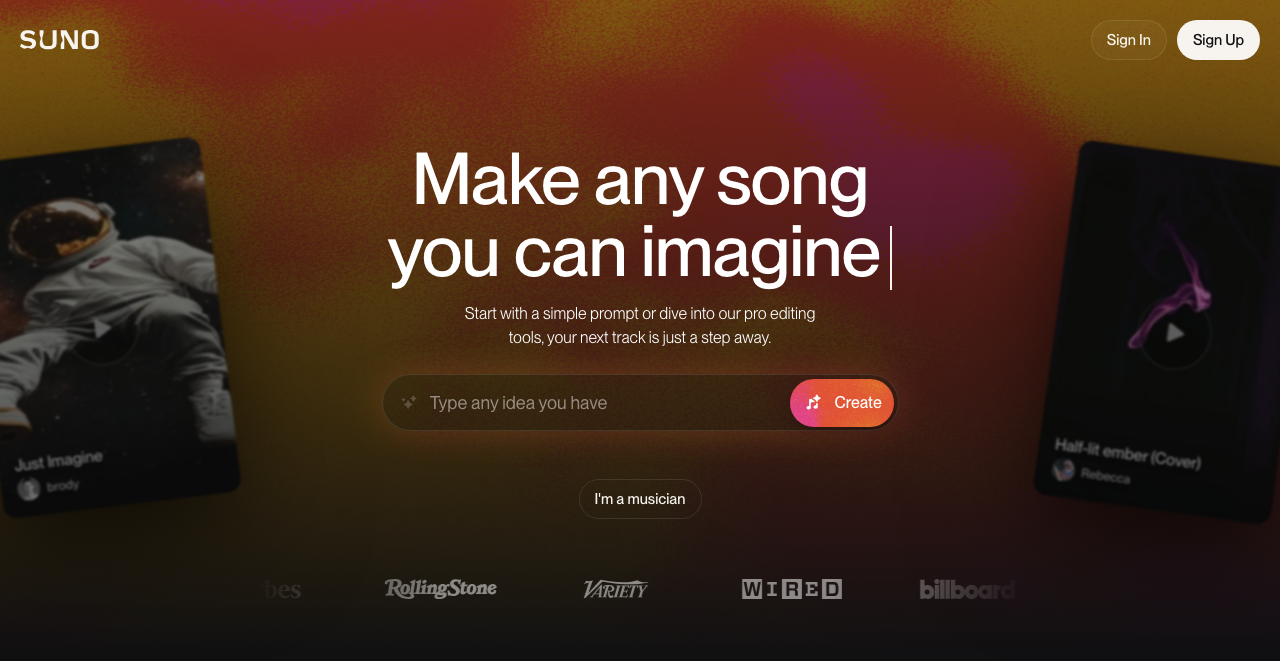 SUNO
Sign In
Sign Up
Make any song
you can imagine
Start with a simple prompt or dive into our pro editing
tools, your next track is just a step away.
Type any idea you have
Create
Just Imagine
brody
Half-lit ember (Cover)
Rebecca
I'm a musician
bes
RollingStone
VARIETY
WIRED
billboard